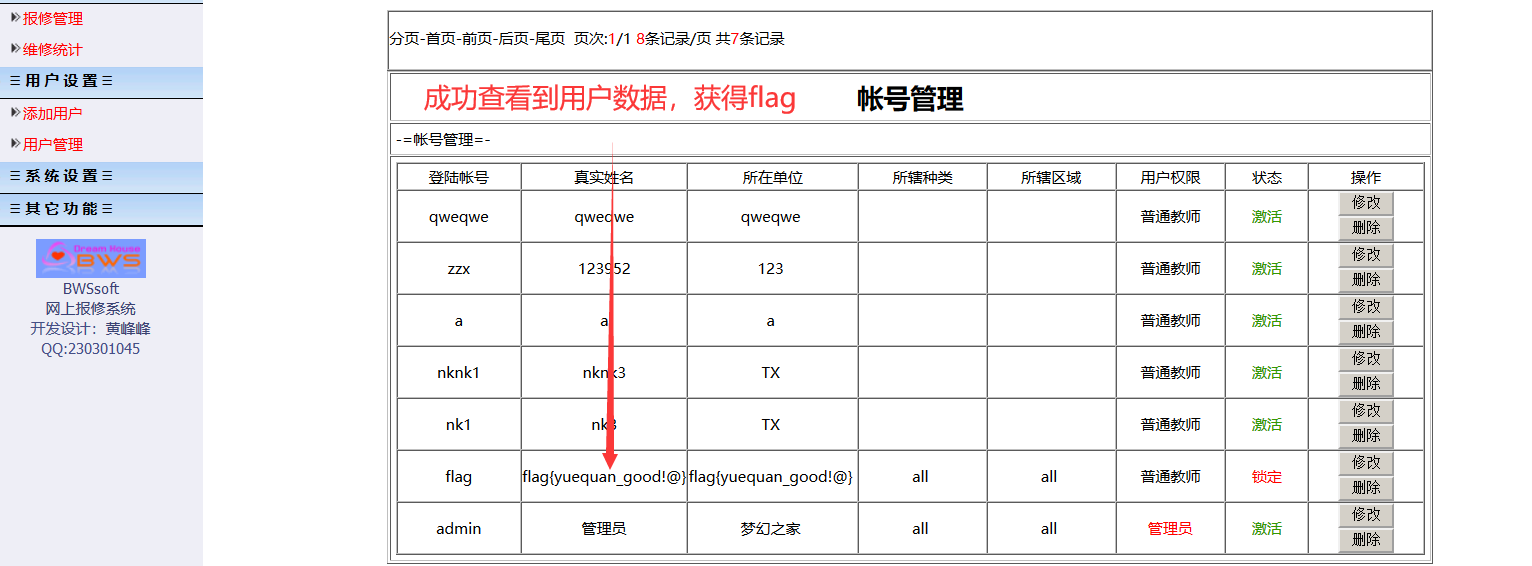 报修管理
维修统计
≡用户设置≡
添加用户
用户管理
≡系统设置≡
≡其它功能≡
Dream House
BWS
BWSsoft
网上报修系统
开发设计：黄峰峰
QQ:230301045
分页-首页-前页-后页-尾页 页次:1/1 8条记录/页 共7条记录
成功查看到用户数据，获得flag 帐号管理
-=帐号管理=-
登陆帐号 真实姓名 所在单位 所辖种类 所辖区域 用户权限 状态 操作
qweqwe qweqwe qweqwe 普通教师 激活 修改
删除
zzx 123952 123 普通教师 激活 修改
删除
a a a 普通教师 激活 修改
删除
nknk1 nknk3 TX 普通教师 激活 修改
删除
nk1 nk3 TX 普通教师 激活 修改
删除
flag flag{yuequan_good!@} flag{yuequan_good!@} all all 普通教师 锁定 修改
删除
admin 管理员 梦幻之家 all all 管理员 激活 修改
删除